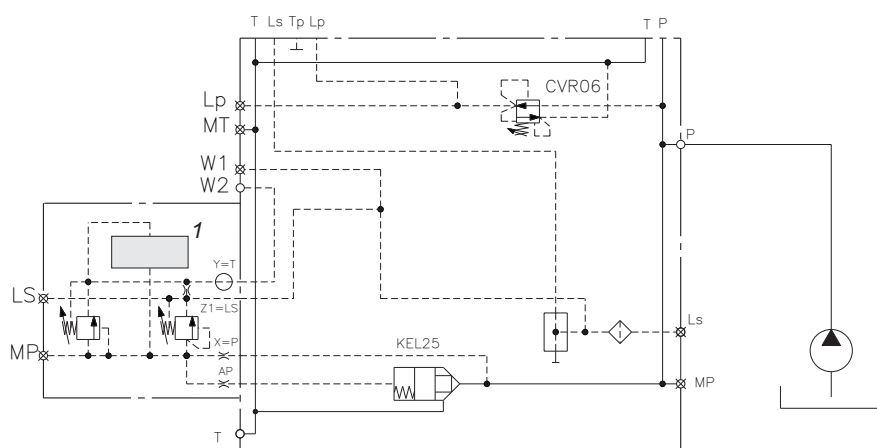 T Ls Tp Lp
T P
CVR06
Lp
MT
P
W1
W2
1
Y=T
LS
Z1=LS
Ls
X=P
KEL25
MP
AP
MP
T